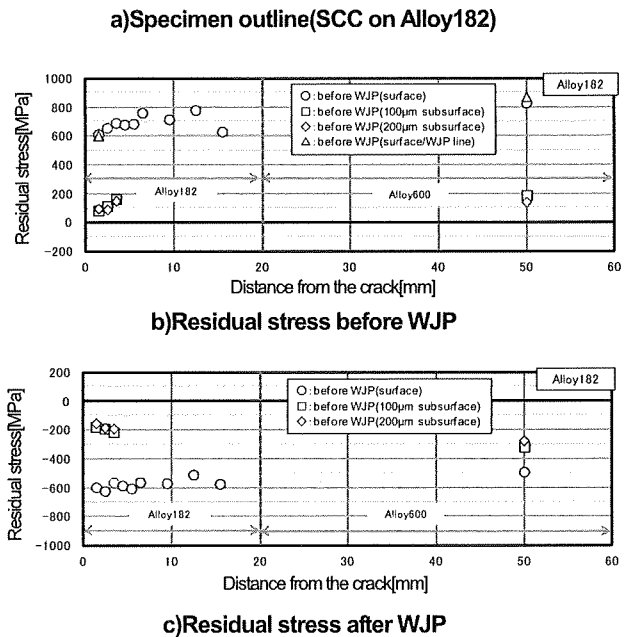 a)Specimen outline(SCC on Alloy182)
Alloy182
○:before WJP(surface)
□:before WJP(100μm subsurface)
◇:before WJP(200μm subsurface)
△:before WJP(surface/WJP line)
Residual stress[MPa]
1000
800
600
400
200
0
-200
Alloy182
Alloy600
0 10 20 30 40 50 60
Distance from the crack[mm]
b)Residual stress before WJP
Alloy182
○:before WJP(surface)
□:before WJP(100μm subsurface)
◇:before WJP(200μm subsurface)
Residual stress[MPa]
200
0
-200
-400
-600
-800
-1000
Alloy182
Alloy600
0 10 20 30 40 50 60
Distance from the crack[mm]
c)Residual stress after WJP